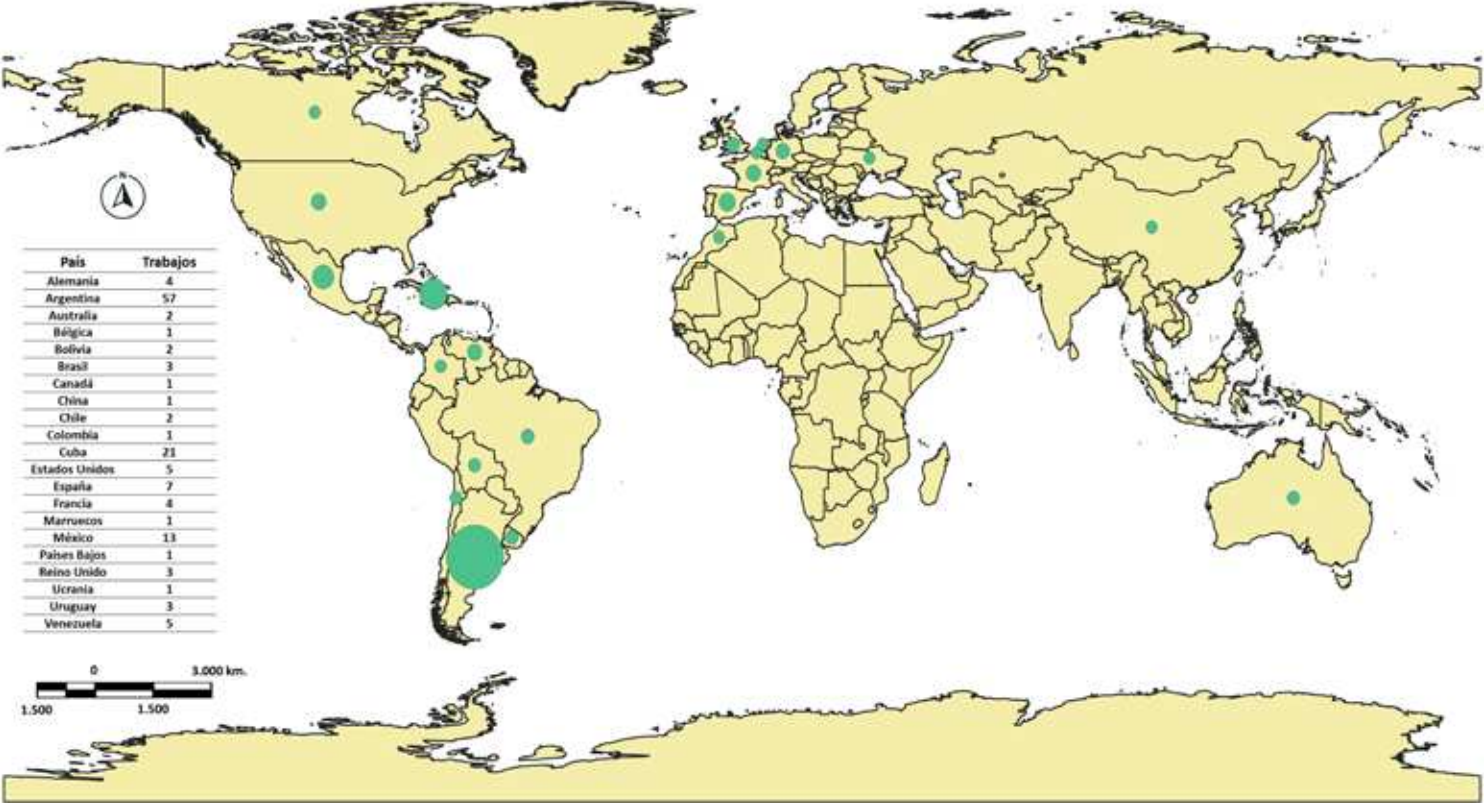 N
País Trabajos
Alemania 4
Argentina 57
Australia 2
Bélgica 1
Bolivia 2
Brasil 3
Canadá 1
China 1
Chile 2
Colombia 1
Cuba 21
Estados Unidos 5
España 7
Francia 4
Marruecos 1
México 13
Países Bajos 1
Reino Unido 3
Ucrania 1
Uruguay 3
Venezuela 5
0 3.000 km.
1.500 1.500